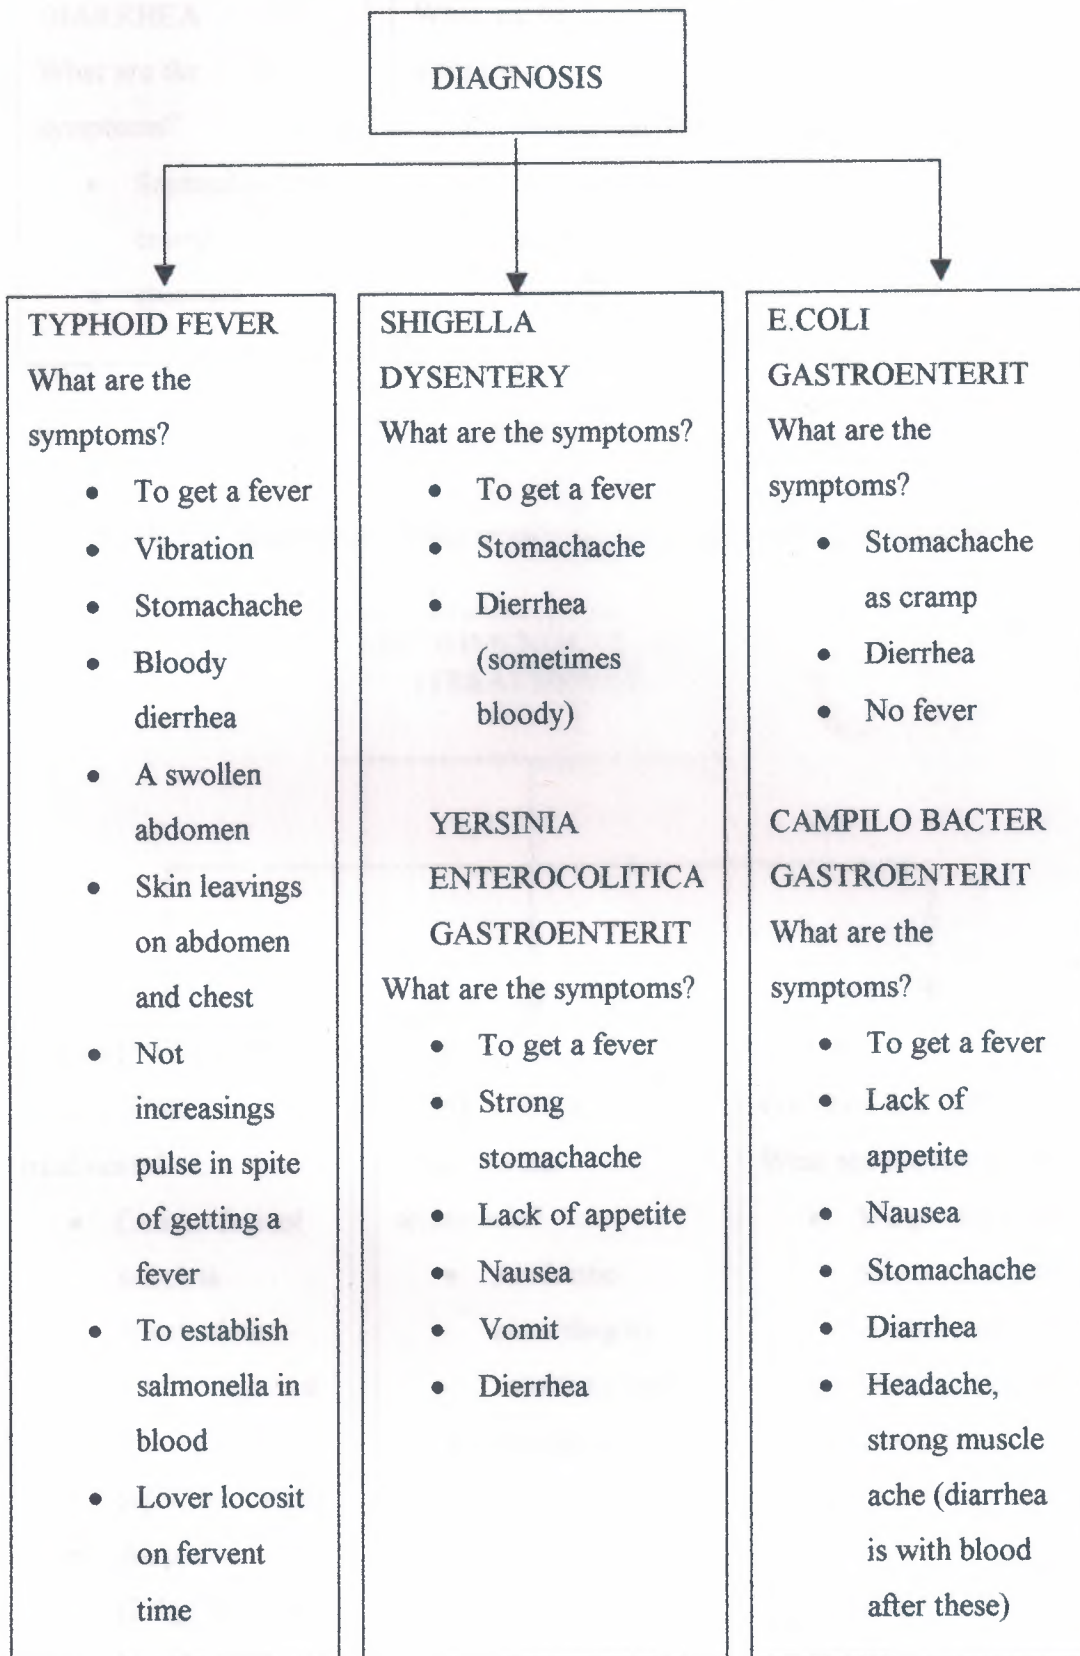 DIAGNOSIS
TYPHOID FEVER
What are the
symptoms?
• To get a fever
• Vibration
• Stomachache
• Bloody
dierrhea
• A swollen
abdomen
• Skin leavings
on abdomen
and chest
• Not
increasings
pulse in spite
of getting a
fever
• To establish
salmonella in
blood
• Lover locosit
on fervent
time
SHIGELLA
DYSENTERY
What are the symptoms?
• To get a fever
• Stomachache
• Dierrhea
(sometimes
bloody)
YERSINIA
ENTEROCOLITICA
GASTROENTERIT
What are the symptoms?
• To get a fever
• Strong
stomachache
• Lack of appetite
• Nausea
• Vomit
• Dierrhea
E.COLI
GASTROENTERIT
What are the
symptoms?
• Stomachache
as cramp
• Dierrhea
• No fever
CAMPILO BACTER
GASTROENTERIT
What are the
symptoms?
• To get a fever
• Lack of
appetite
• Nausea
• Stomachache
• Diarrhea
• Headache,
strong muscle
ache (diarrhea
is with blood
after these)